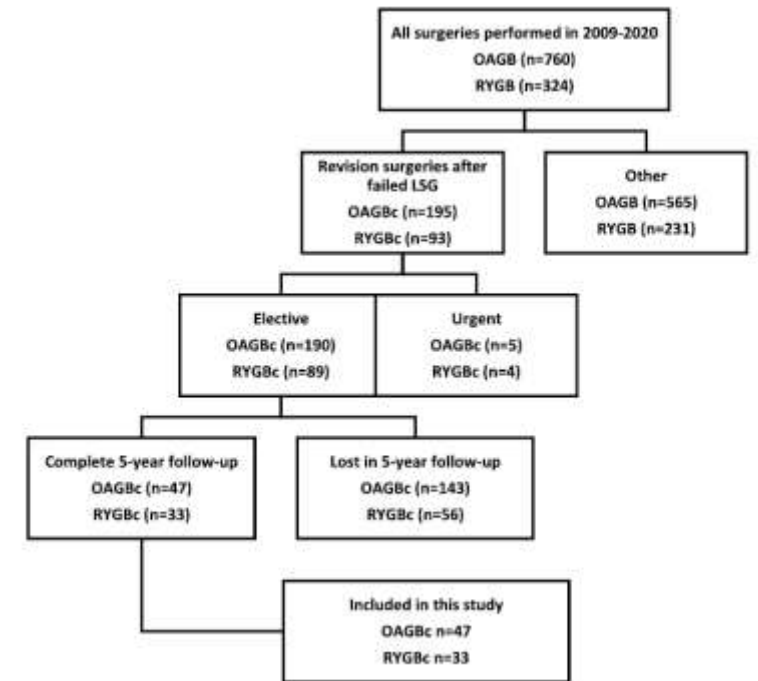 All surgeries performed in 2009-2020
OAGB (n=760)
RYGB (n=324)
Revision surgeries after
failed LSG
OAGBc (n=195)
RYGBc (n=93)
Other
OAGB (n=565)
RYGB (n=231)
Elective
OAGBc (n=190)
RYGBc (n=89)
Urgent
OAGBc (n=5)
RYGBc (n=4)
Complete 5-year follow-up
OAGBc (n=47)
RYGBc (n=33)
Lost in 5-year follow-up
OAGBc (n=143)
RYGBc (n=56)
Included in this study
OAGBc n=47
RYGBc n=33